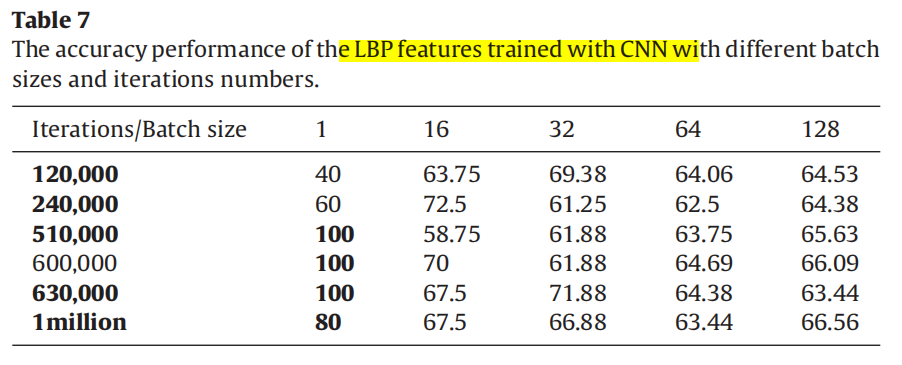 Table 7
The accuracy performance of the LBP features trained with CNN with different batch
sizes and iterations numbers.
Iterations/Batch size 1 16 32 64 128
120,000 40 63.75 69.38 64.06 64.53
240,000 60 72.5 61.25 62.5 64.38
510,000 100 58.75 61.88 63.75 65.63
600,000 100 70 61.88 64.69 66.09
630,000 100 67.5 71.88 64.38 63.44
1million 80 67.5 66.88 63.44 66.56